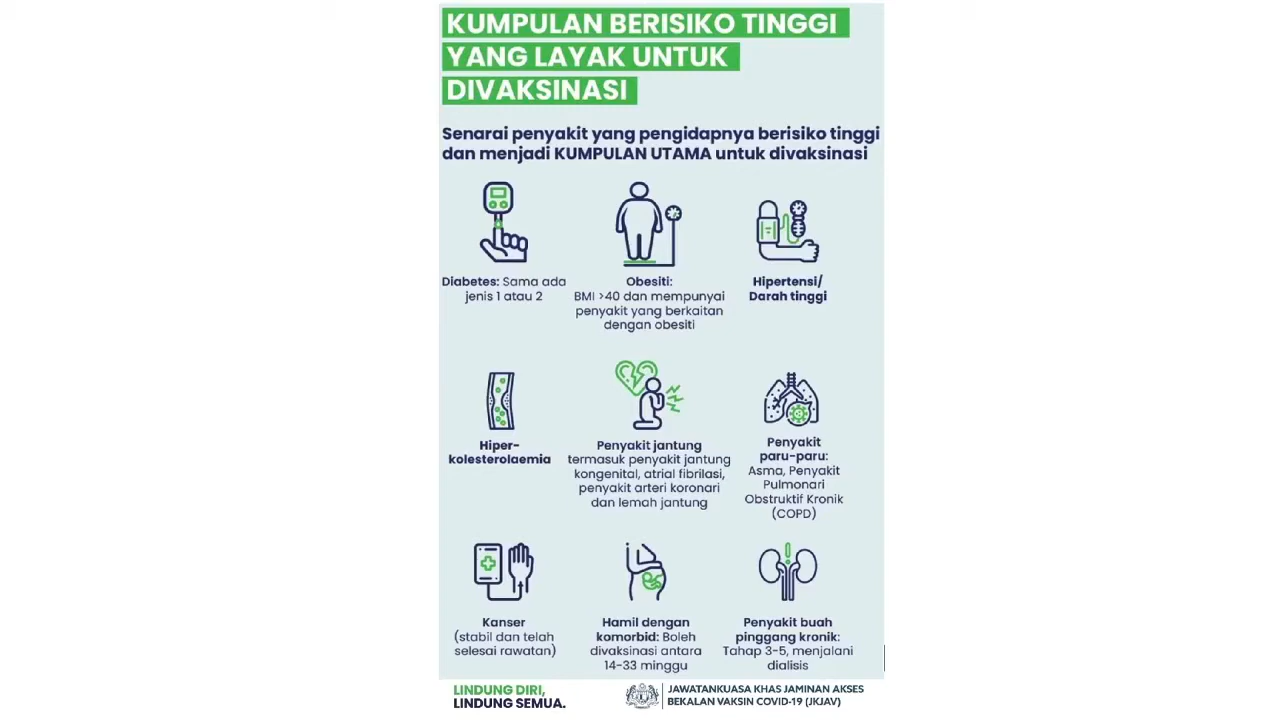 KUMPULAN BERISIKO TINGGI
YANG LAYAK UNTUK
DIVAKSINASI
Senarai penyakit yang pengidapnya berisiko tinggi
dan menjadi KUMPULAN UTAMA untuk divaksinasi
Diabetes: Sama ada
jenis 1 atau 2
Obesiti:
BMI >40 dan mempunyai
penyakit yang berkaitan
dengan obesiti
Hipertensi/
Darah tinggi
Hiper-
kolesterolaemia
Penyakit jantung
termasuk penyakit jantung
kongenital, atrial fibrilasi,
penyakit arteri koronari
dan lemah jantung
Penyakit
paru-paru:
Asma, Penyakit
Pulmonari
Obstruktif Kronik
(COPD)
Kanser
(stabil dan telah
selesai rawatan)
Hamil dengan
komorbid: Boleh
divaksinasi antara
14-33 minggu
Penyakit buah
pinggang kronik:
Tahap 3-5, menjalani
dialisis
LINDUNG DIRI,
LINDUNG SEMUA.
JAWATANKUASA KHAS JAMINAN AKSES
BEKALAN VAKSIN COVID-19 (JKJAV)